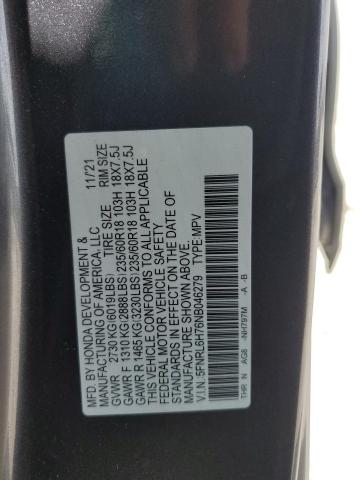 MFD. BY HONDA DEVELOPMENT & 11/'21
MANUFACTURING OF AMERICA, LLC. 
TIRE SIZE RIM SIZE
GVWR 2730 KG(6019LBS)
GAWR F 1310 KG(2888LBS)235/60R18 103H 18X7.5J
GAWR R 1465 KG(3230LBS)235/60R18 103H 18X7.5J
THIS VEHICLE CONFORMS TO ALL APPLICABLE
FEDERAL MOTOR VEHICLE SAFETY
STANDARDS IN EFFECT ON THE DATE OF
MANUFACTURE SHOWN ABOVE.
V.I.N.:5FNRL6H76NB046279 TYPE:MPV
THR N AG8 -NH797M -A -B